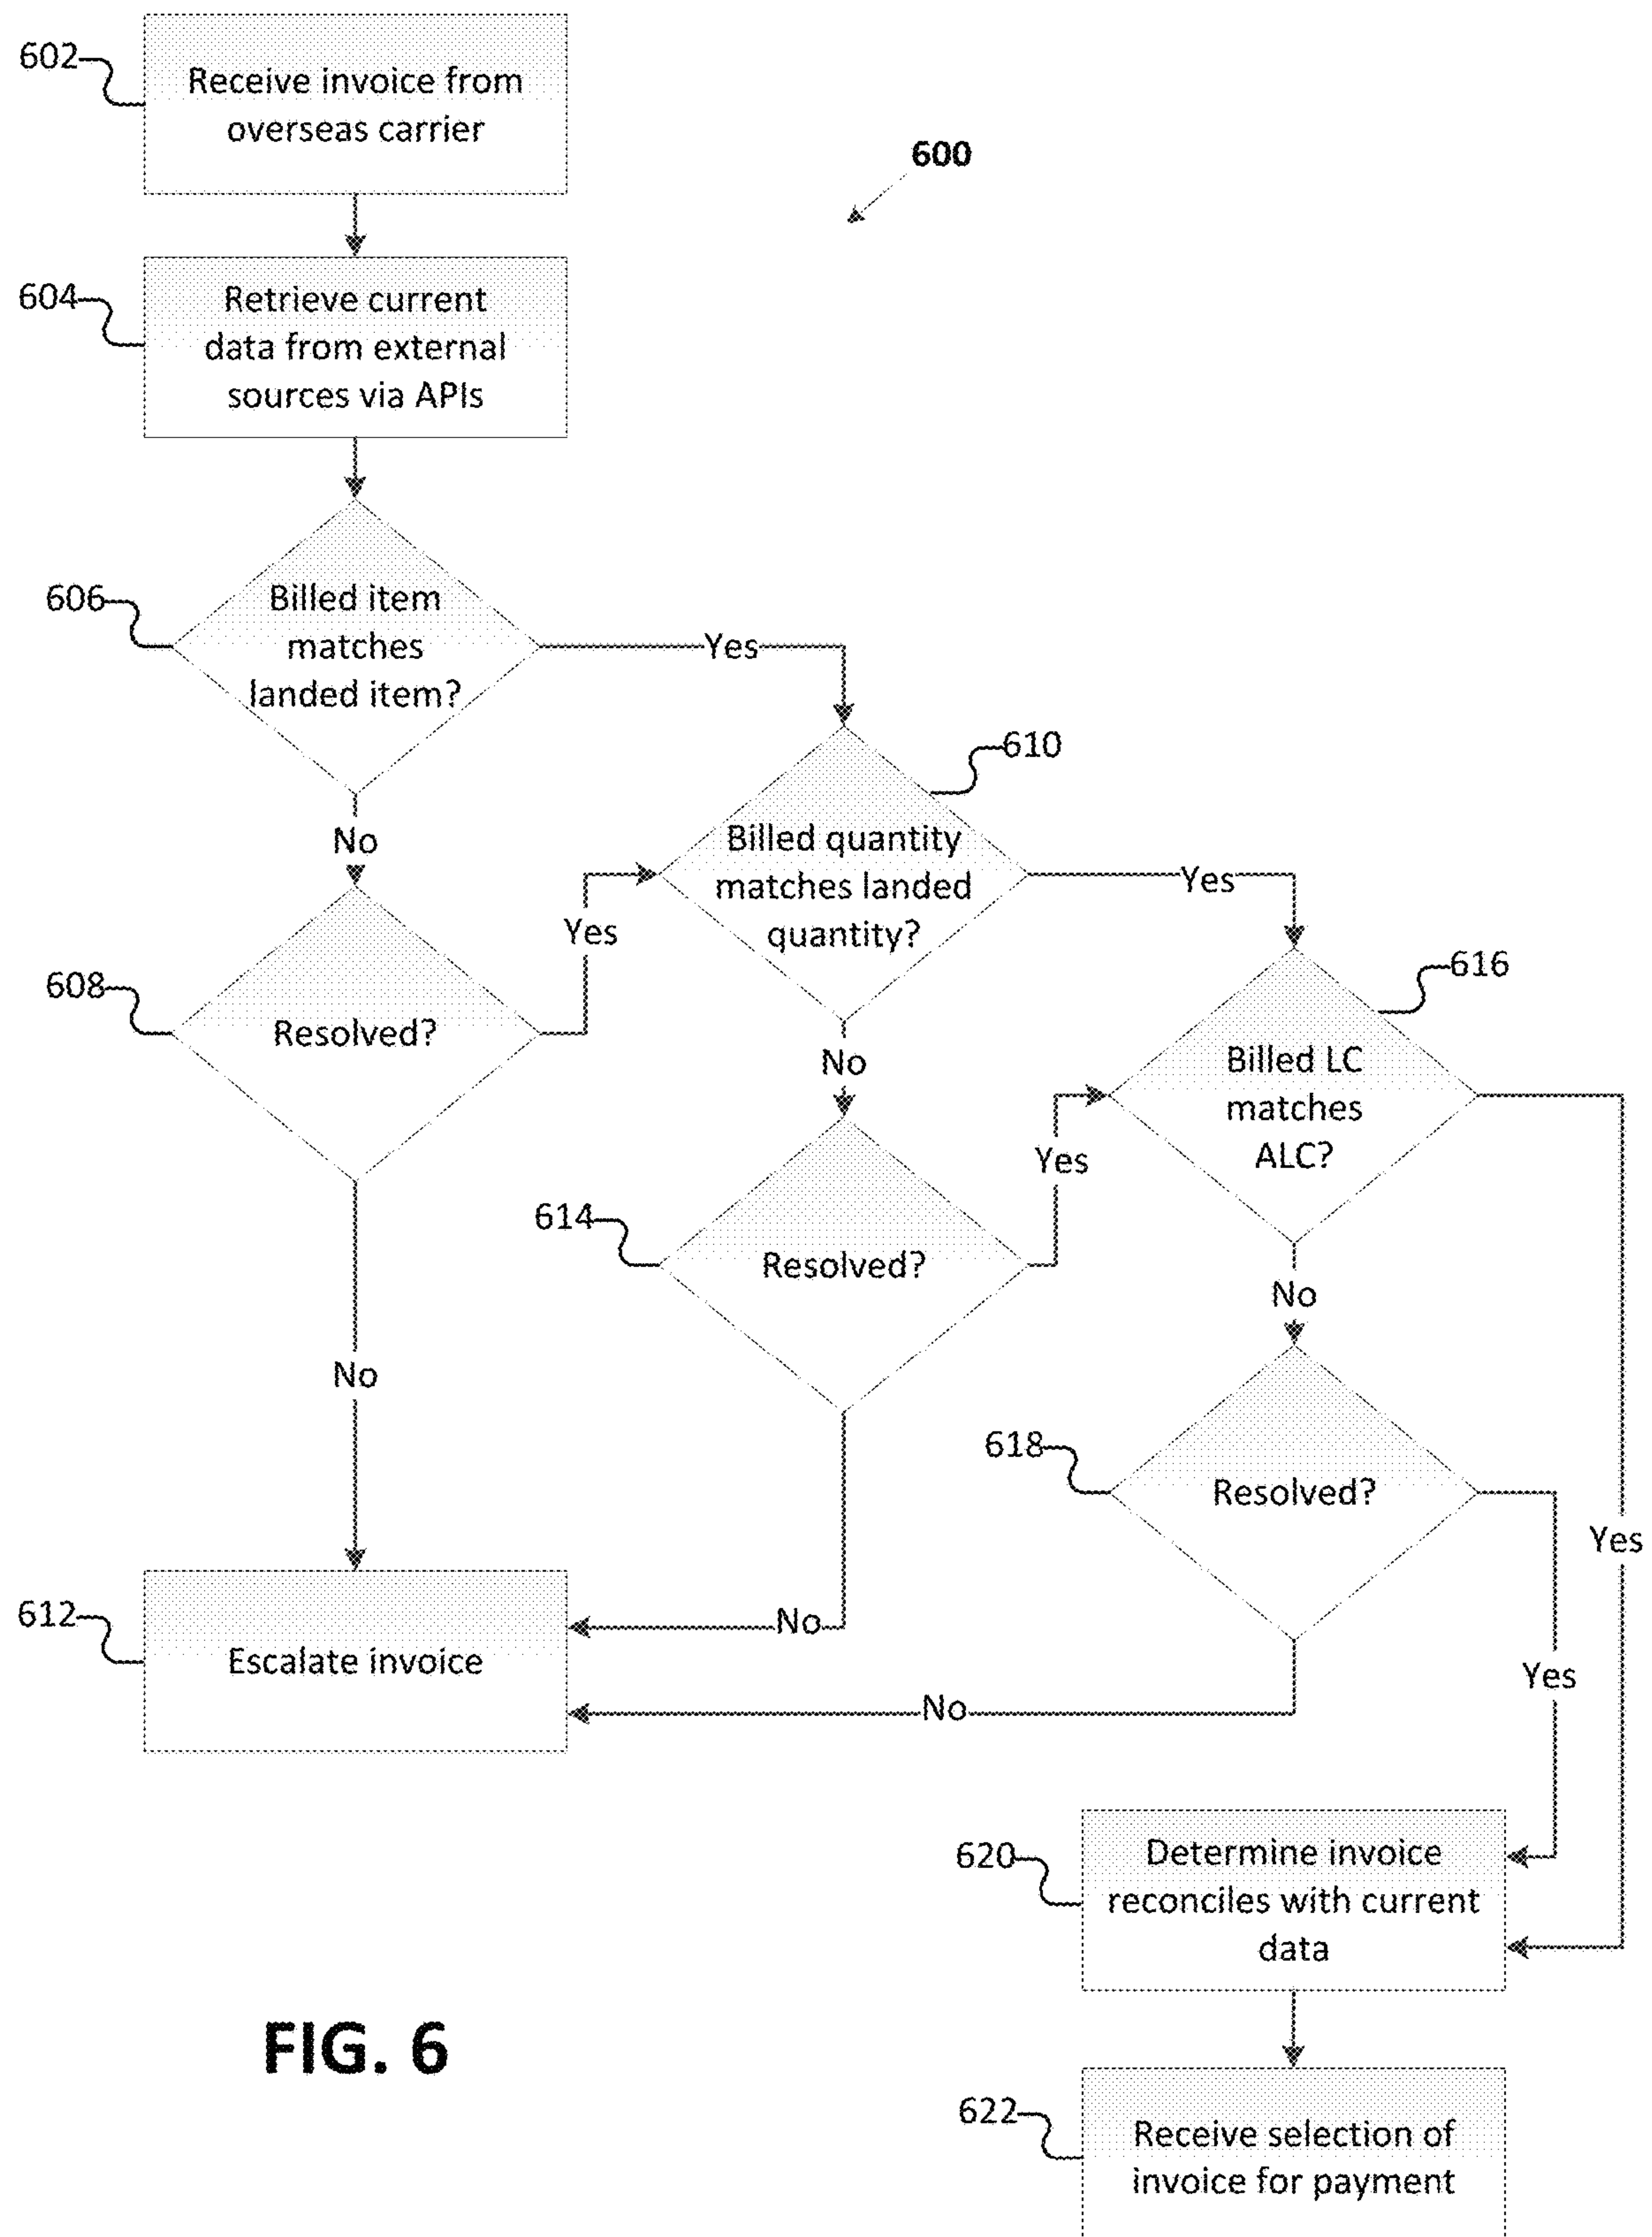 602
Receive invoice from
overseas carrier
600
604
Retrieve current
data from external
sources via APIs
606
Billed item
matches
landed item?
Yes
No
610
Billed quantity
matches landed
quantity?
Yes
Yes
608
Resolved?
No
616
Billed LC
matches
ALC?
No
Yes
614
Resolved?
No
Yes
618
Resolved?
No
Yes
612
Escalate invoice
No
No
Yes
620
Determine invoice
reconciles with current
data
FIG. 6
622
Receive selection of
invoice for payment